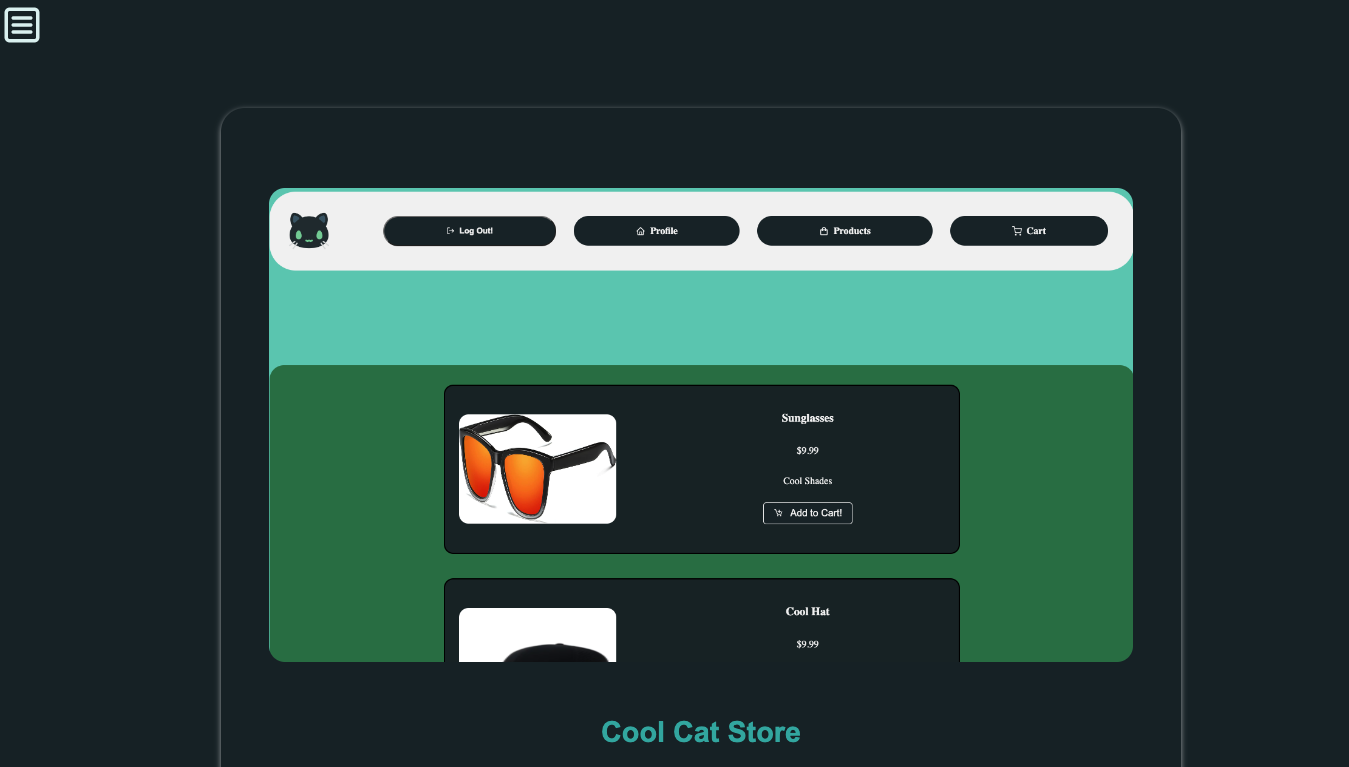 Log Out! Profile Products Cart
Sunglasses
$9.99
Cool Shades
Add to Cart!
Cool Hat
$9.99
Cool Cat Store